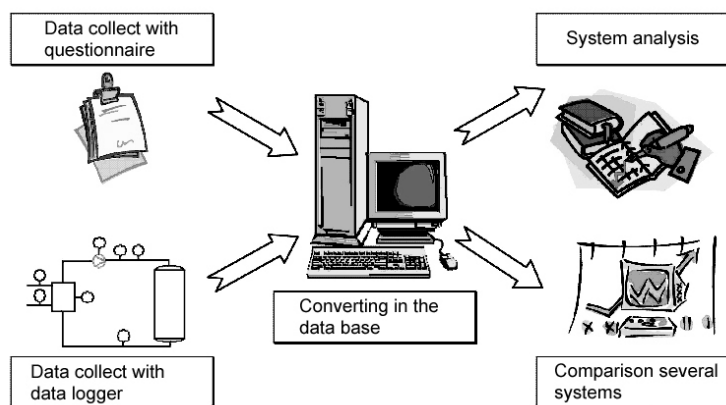 Data collect with
questionnaire
System analysis
Converting in the
data base
Data collect with
data logger
Comparison several
systems